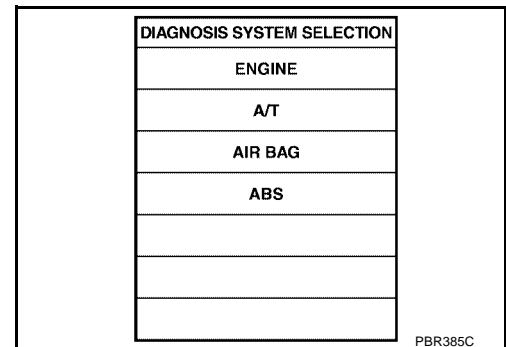 DIAGNOSIS SYSTEM SELECTION
ENGINE
A/T
AIR BAG
ABS
PBR385C